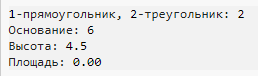 1-прямоугольник, 2-треугольник: 2
Основание: 6
Высота: 4.5
Площадь: 0.00